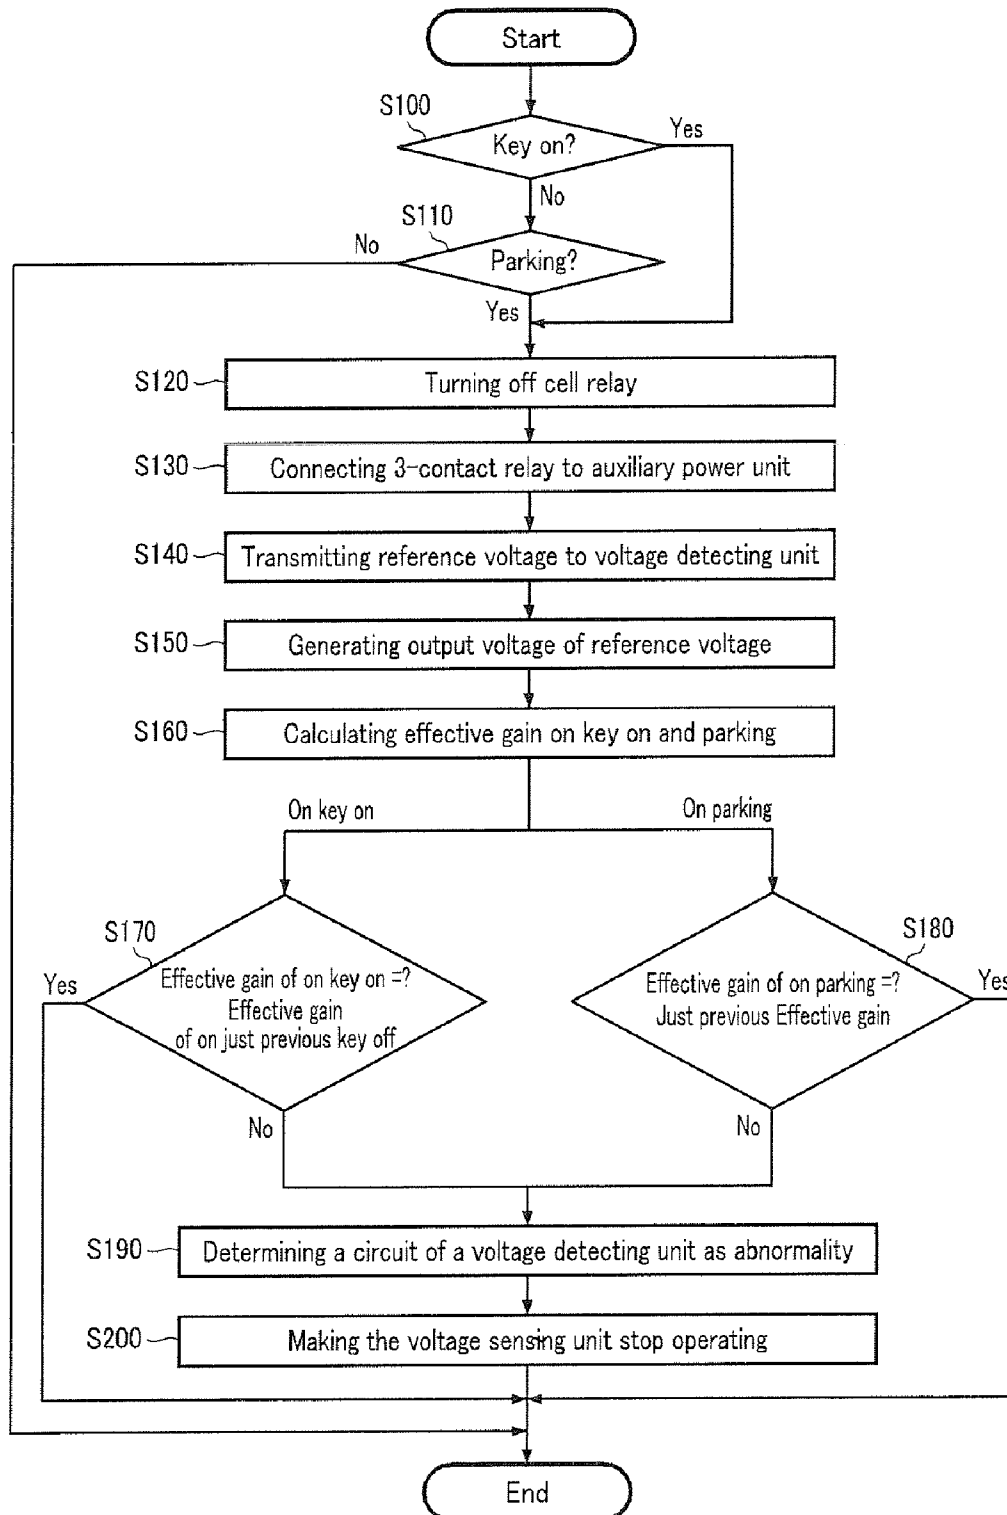 Start
S100
Key on?
Yes
No
S110
No
Parking?
Yes
S120
Turning off cell relay
S130
Connecting 3-contact relay to auxiliary power unit
S140
Transmitting reference voltage to voltage detecting unit
S150
Generating output voltage of reference voltage
S160
Calculating effective gain on key on and parking
On key on
On parking
S170
Yes
Effective gain of on key on =?
Effective gain
of on just previous key off
No
S180
Yes
Effective gain of on parking =?
Just previous Effective gain
No
S190
Determining a circuit of a voltage detecting unit as abnormality
S200
Making the voltage sensing unit stop operating
End